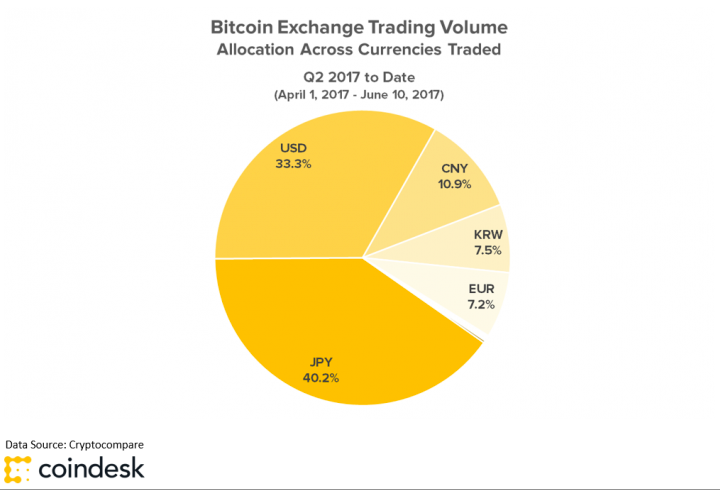 Bitcoin Exchange Trading Volume
Allocation Across Currencies Traded
Q2 2017 to Date
(April 1, 2017 - June 10, 2017)
USD
33.3%
CNY
10.9%
KRW
7.5%
EUR
7.2%
JPY
40.2%
Data Source: Cryptocompare
coindesk